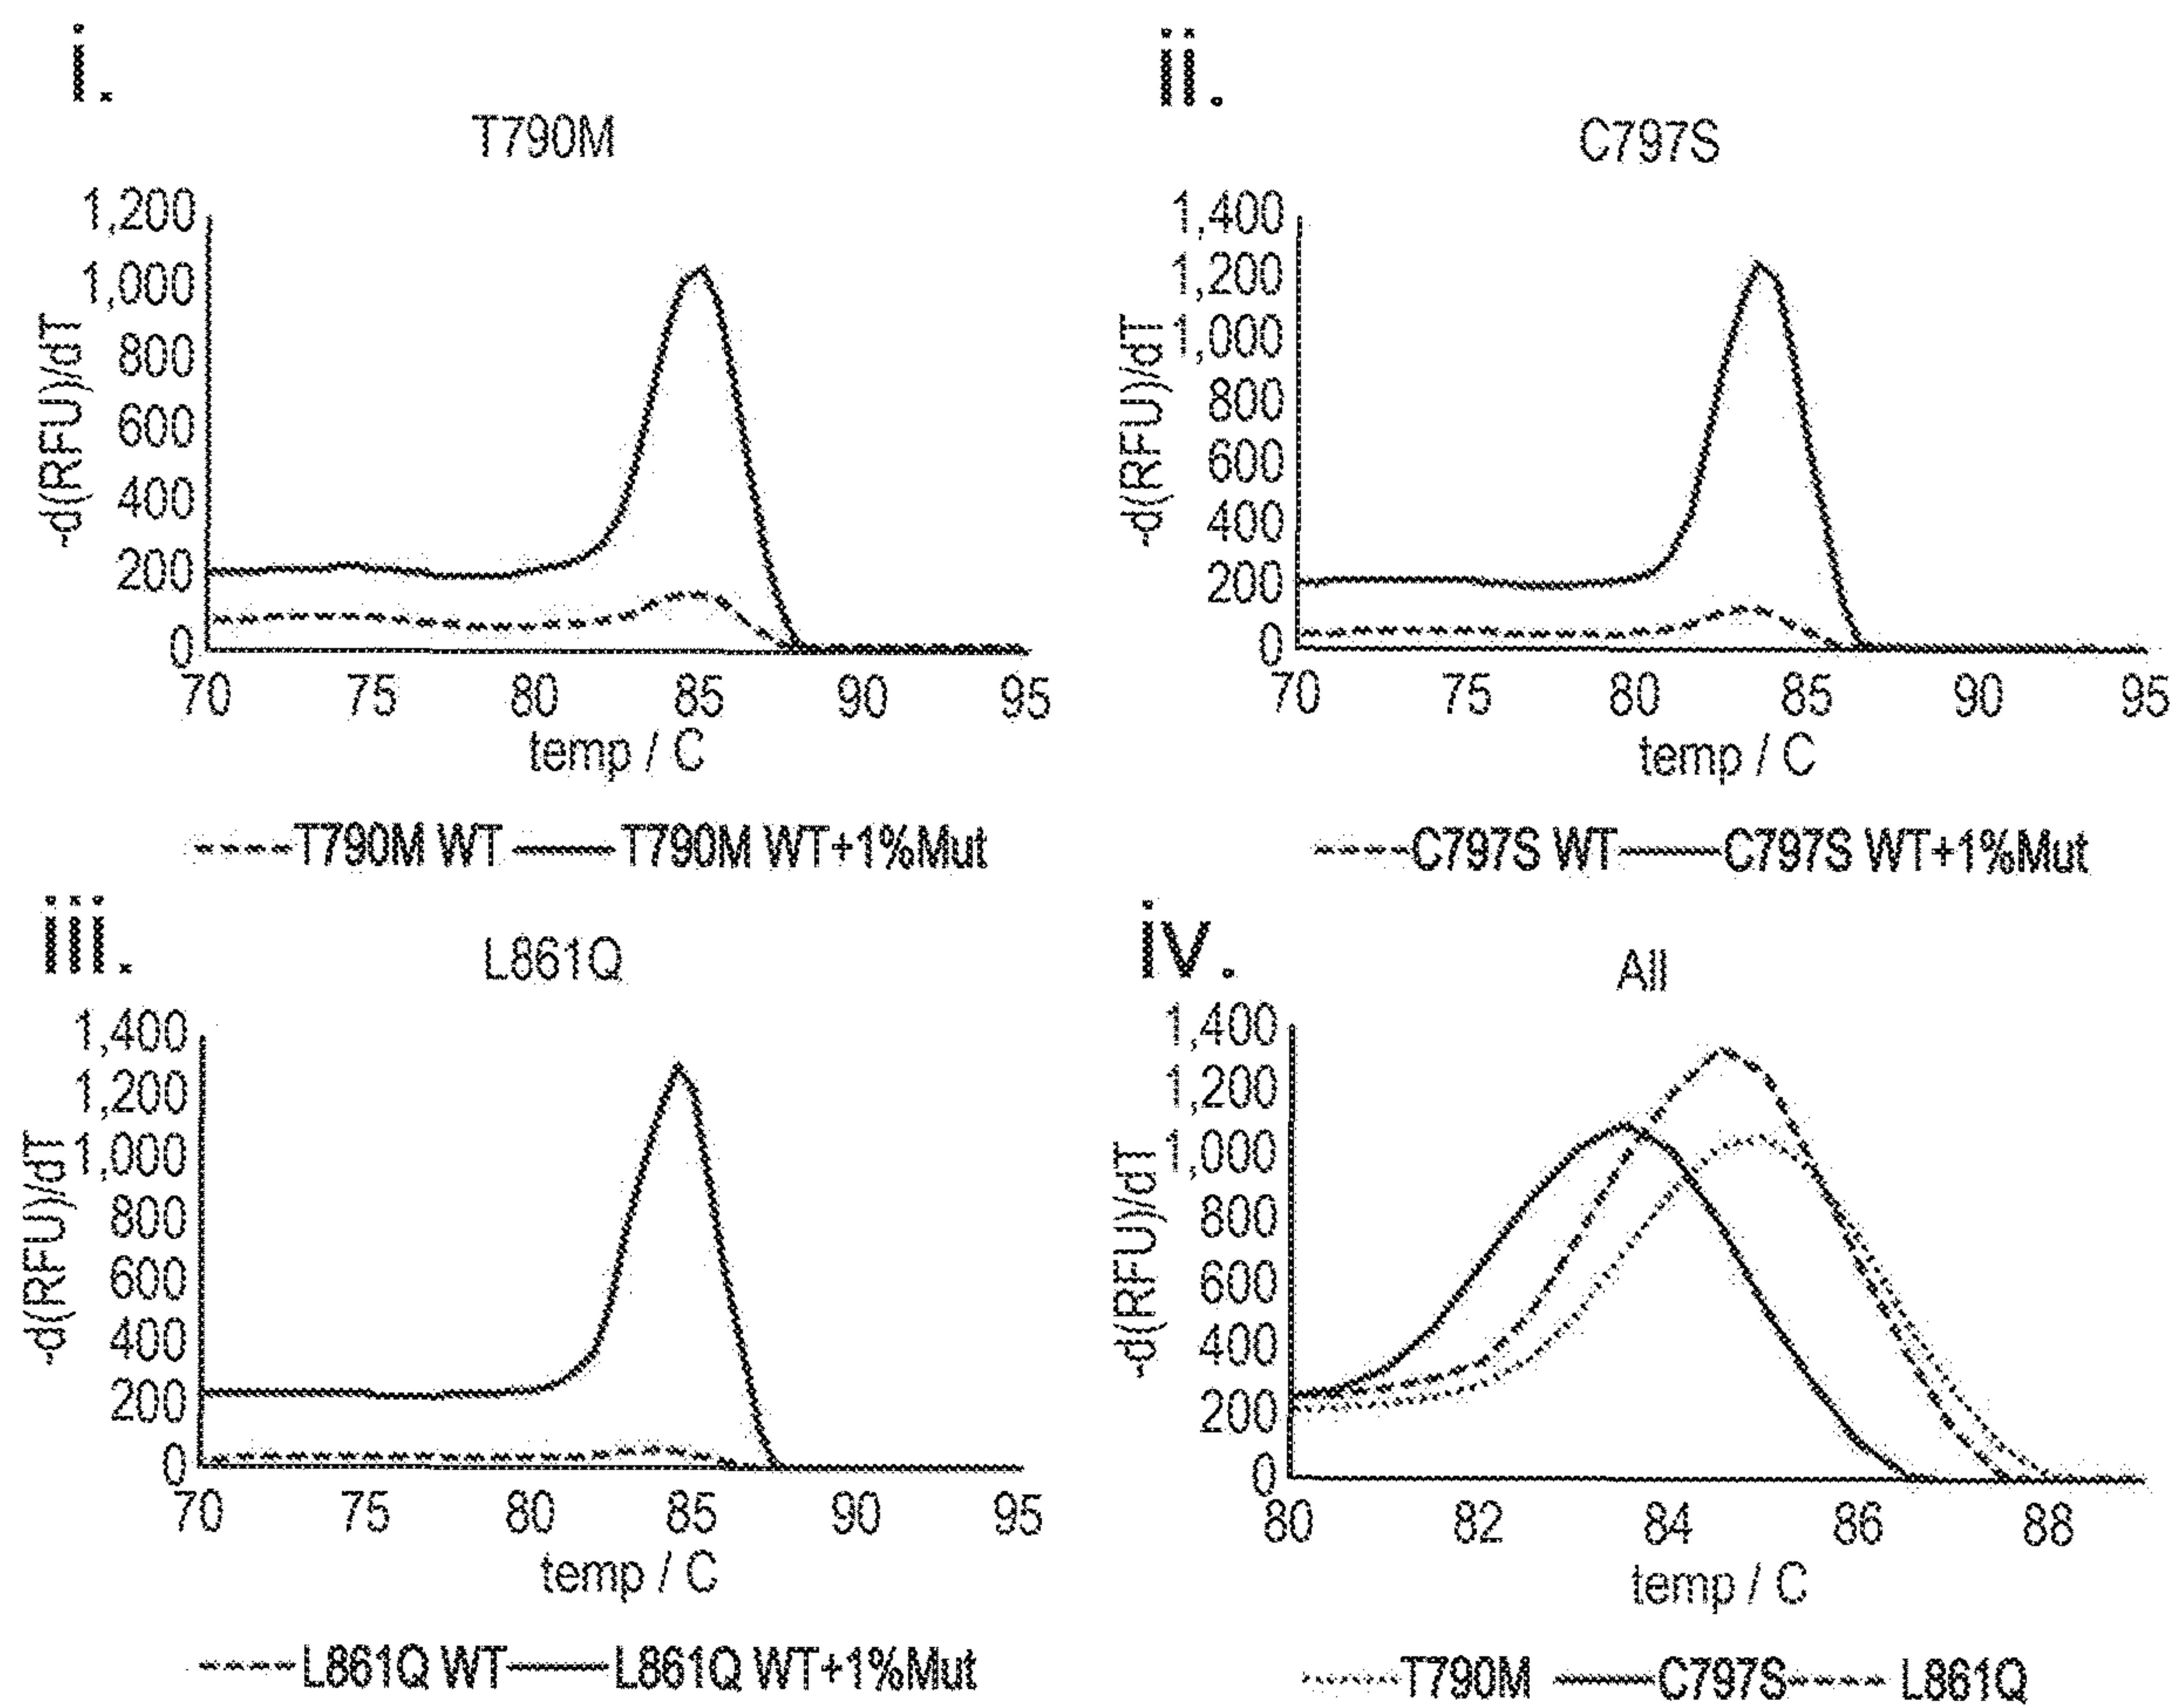 i.
T790M
1,200
1,000
800
600
400
200
0
-d(RFU)/dT
70 75 80 85 90 95
temp / C
T790M WT T790M WT+1%Mut
ii.
C797S
1,400
1,200
1,000
800
600
400
200
0
-d(RFU)/dT
70 75 80 85 90 95
temp / C
C797S WT C797S WT+1%Mut
iii.
L861Q
1,400
1,200
1,000
800
600
400
200
0
-d(RFU)/dT
70 75 80 85 90 95
temp / C
L861Q WT L861Q WT+1%Mut
iv.
All
1,400
1,200
1,000
800
600
400
200
0
-d(RFU)/dT
80 82 84 86 88
temp / C
T790M C797S L861Q